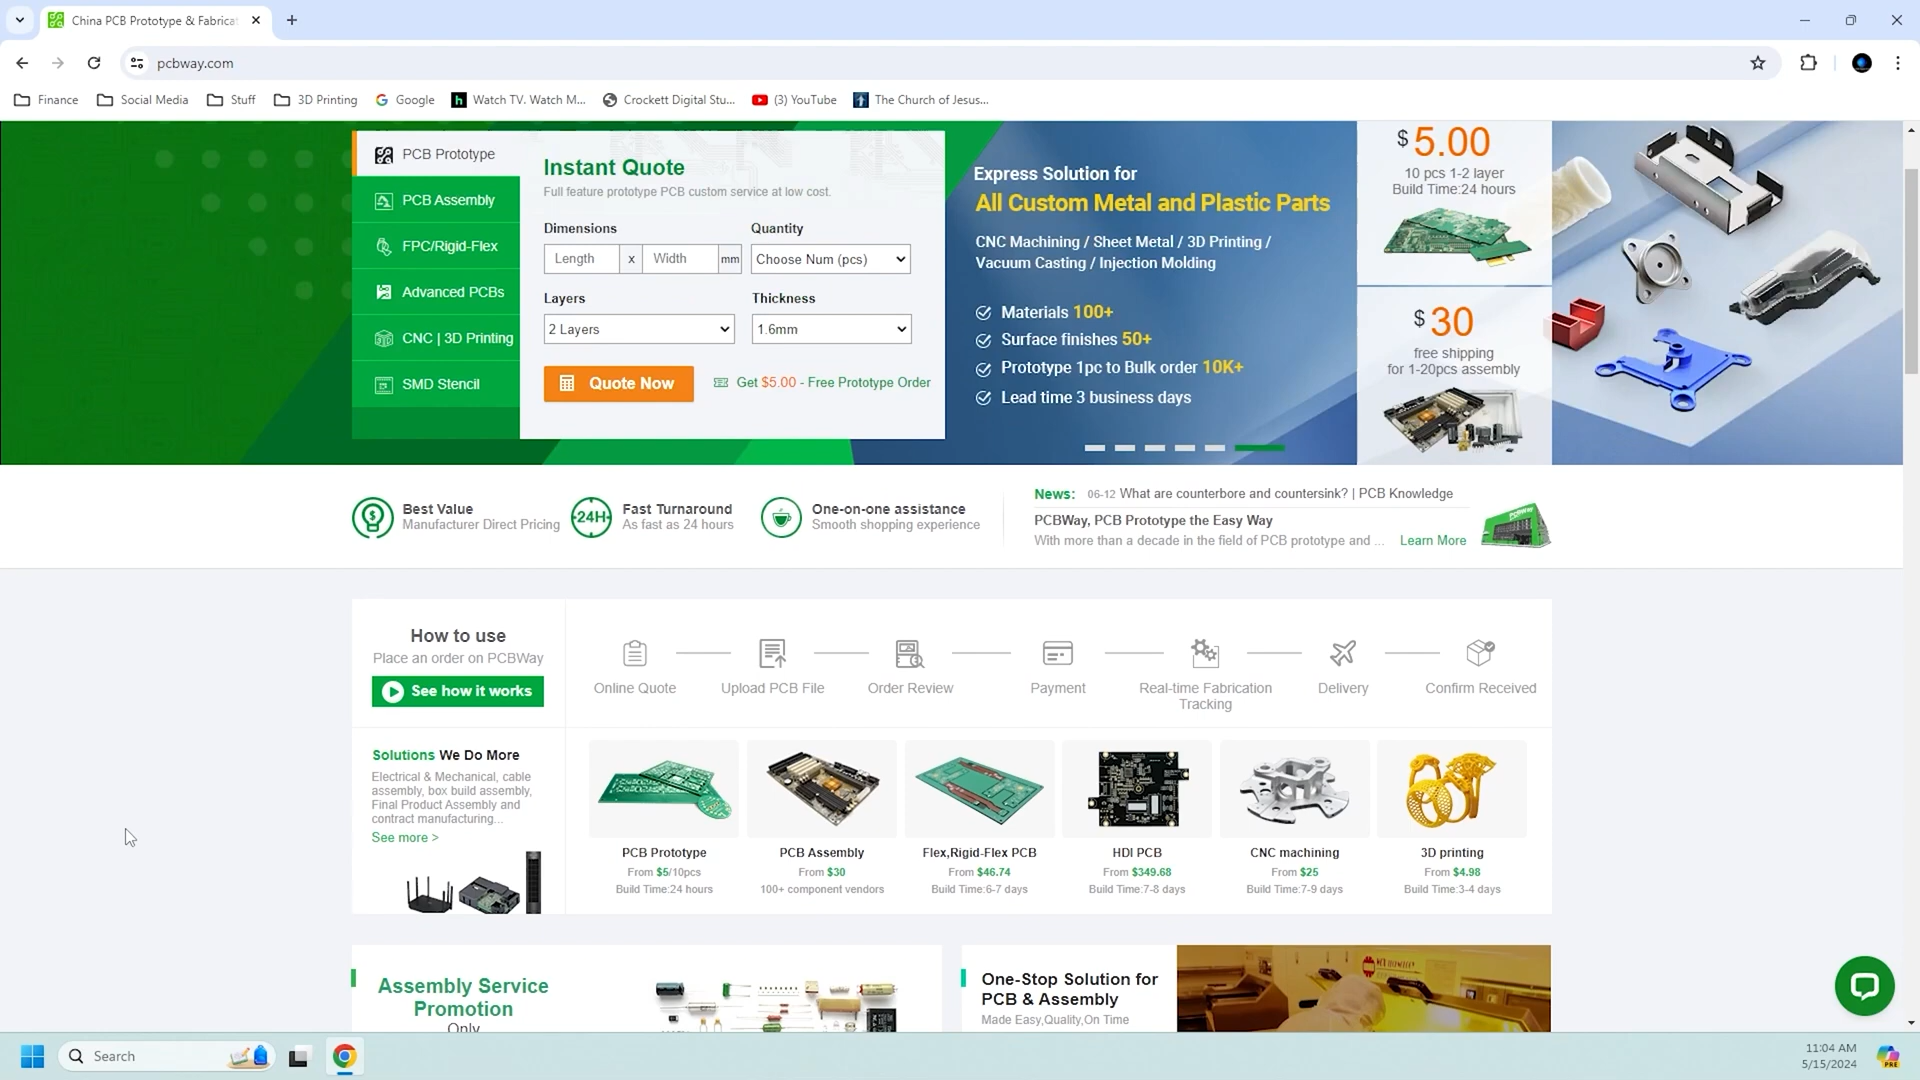 China PCB Prototype & Fabrica
pcbway.com
Finance
Social Media
Stuff
3D Printing
Google
Watch TV. Watch M...
Crockett Digital Stu...
(3) YouTube
The Church of Jesus...
PCB Prototype
PCB Assembly
FPC/Rigid-Flex
Advanced PCBs
CNC | 3D Printing
SMD Stencil
Instant Quote
Full feature prototype PCB custom service at low cost.
Dimensions
Quantity
Length x Width mm
Choose Num (pcs)
Layers
Thickness
2 Layers
1.6mm
Quote Now
Get $5.00 - Free Prototype Order
Express Solution for
All Custom Metal and Plastic Parts
CNC Machining / Sheet Metal / 3D Printing /
Vacuum Casting / Injection Molding
Materials 100+
Surface finishes 50+
Prototype 1pc to Bulk order 10K+
Lead time 3 business days
$ 5.00
10 pcs 1-2 layer
Build Time:24 hours
$ 30
free shipping
for 1-20pcs assembly
Best Value
Manufacturer Direct Pricing
24H
Fast Turnaround
As fast as 24 hours
One-on-one assistance
Smooth shopping experience
News: 06-12 What are counterbore and countersink? | PCB Knowledge
PCBWay, PCB Prototype the Easy Way
With more than a decade in the field of PCB prototype and ... Learn More
How to use
Place an order on PCBWay
See how it works
Online Quote
Upload PCB File
Order Review
Payment
Real-time Fabrication
Tracking
Delivery
Confirm Received
Solutions We Do More
Electrical & Mechanical, cable
assembly, box build assembly,
Final Product Assembly and
contract manufacturing...
See more >
PCB Prototype
From $5/10pcs
Build Time:24 hours
PCB Assembly
From $30
100+ component vendors
Flex,Rigid-Flex PCB
From $46.74
Build Time:6-7 days
HDI PCB
From $349.68
Build Time:7-8 days
CNC machining
From $25
Build Time:7-9 days
3D printing
From $4.98
Build Time:3-4 days
Assembly Service
Promotion
Only
One-Stop Solution for
PCB & Assembly
Made Easy,Quality,On Time
Search
11:04 AM
5/15/2024